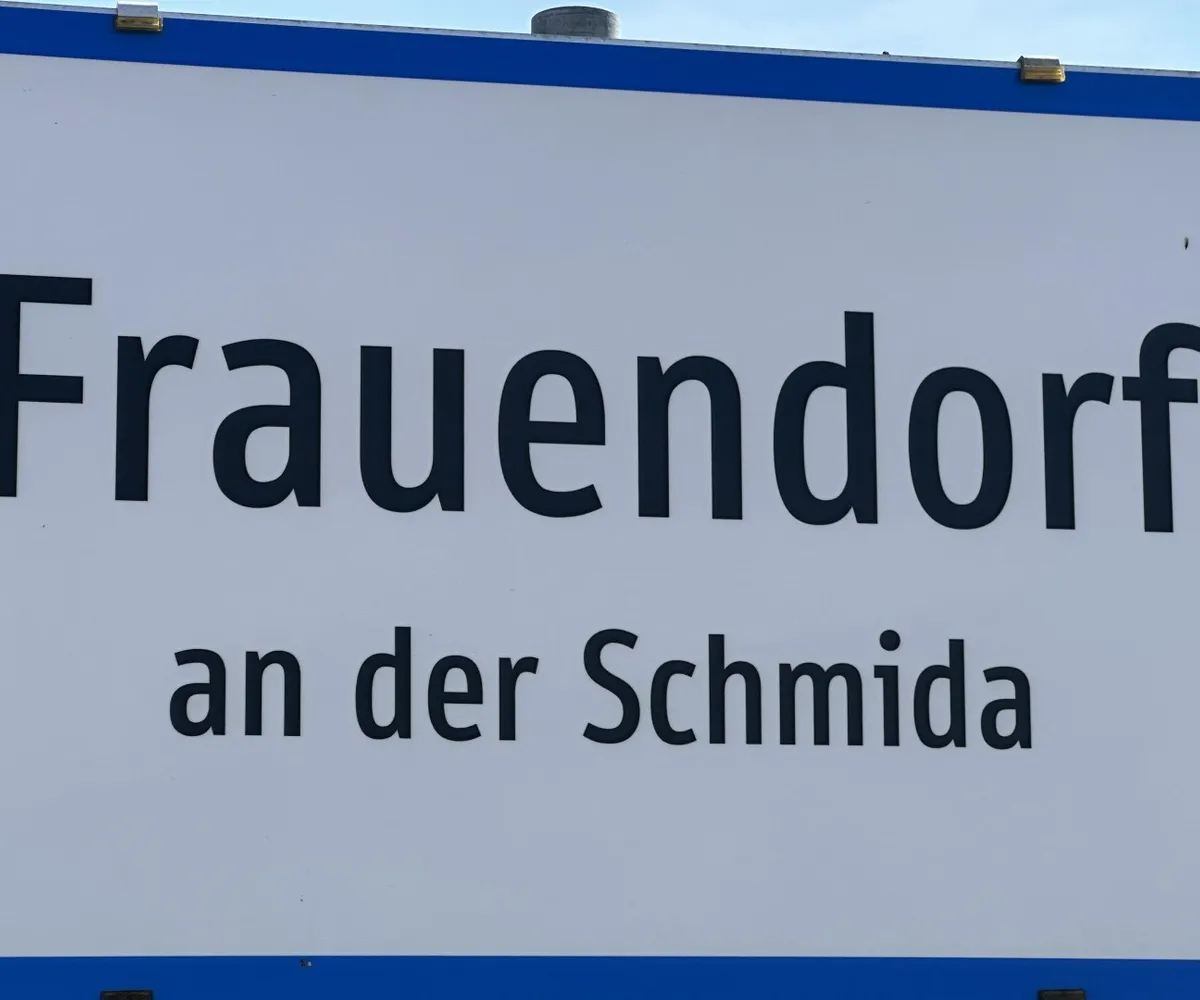 Frauendorf
an der Schmida